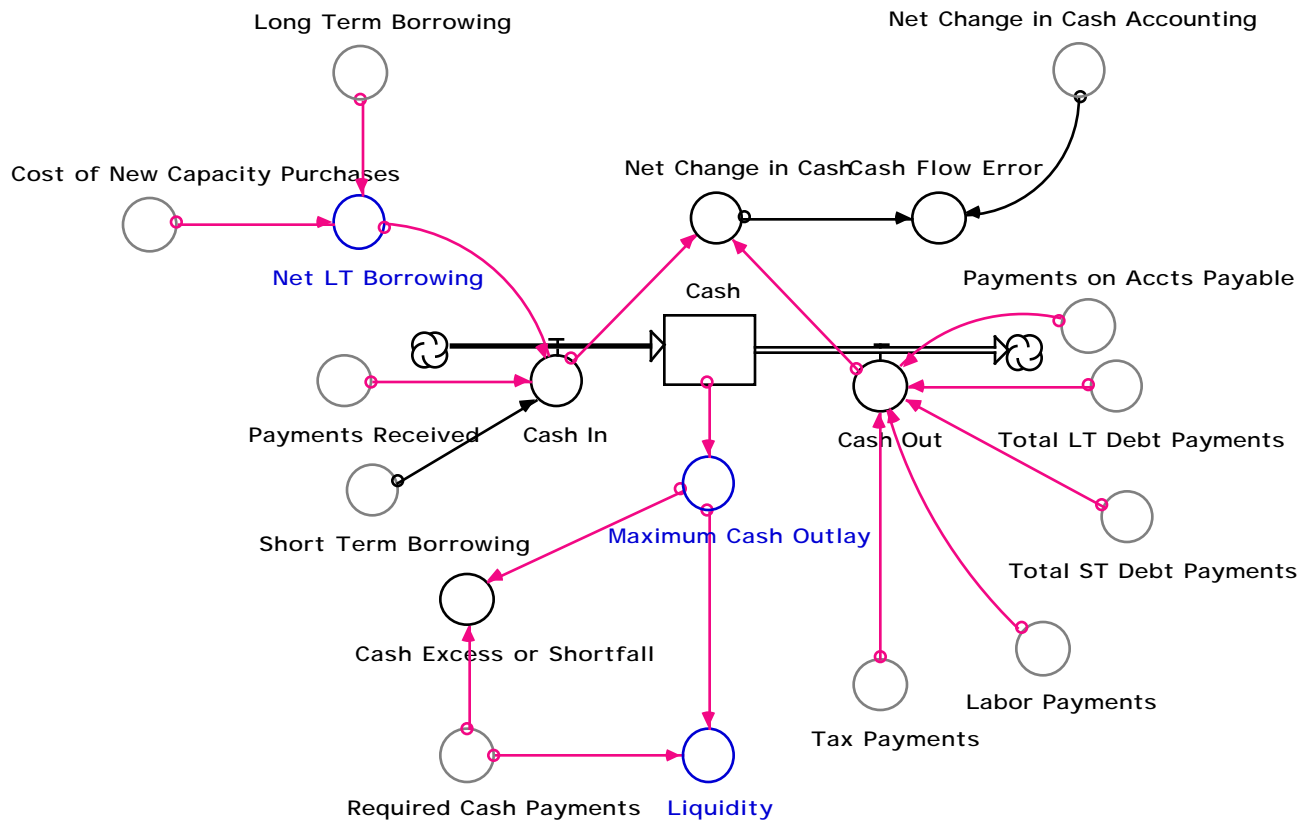 Long Term Borrowing
Net Change in Cash Accounting
Cost of New Capacity Purchases
Net Change in Cash
Cash Flow Error
Net LT Borrowing
Payments on Accts Payable
Cash
Payments Received
Cash In
Cash Out
Total LT Debt Payments
Short Term Borrowing
Maximum Cash Outlay
Total ST Debt Payments
Cash Excess or Shortfall
Labor Payments
Tax Payments
Required Cash Payments
Liquidity